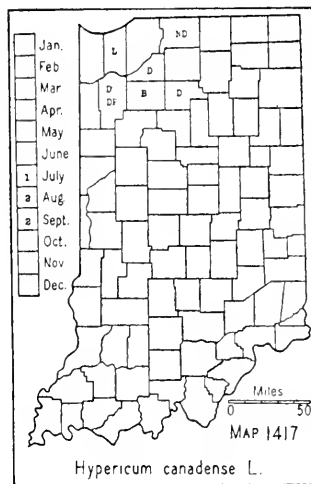 Jan.
Feb
Mar
Apr.
May
June
1 July
2 Aug.
2 Sept.
Oct.
Nov
Dec.
ND
L
D
D B D
DP
Miles
0 50
MAP 1417
Hypericum canadense L.